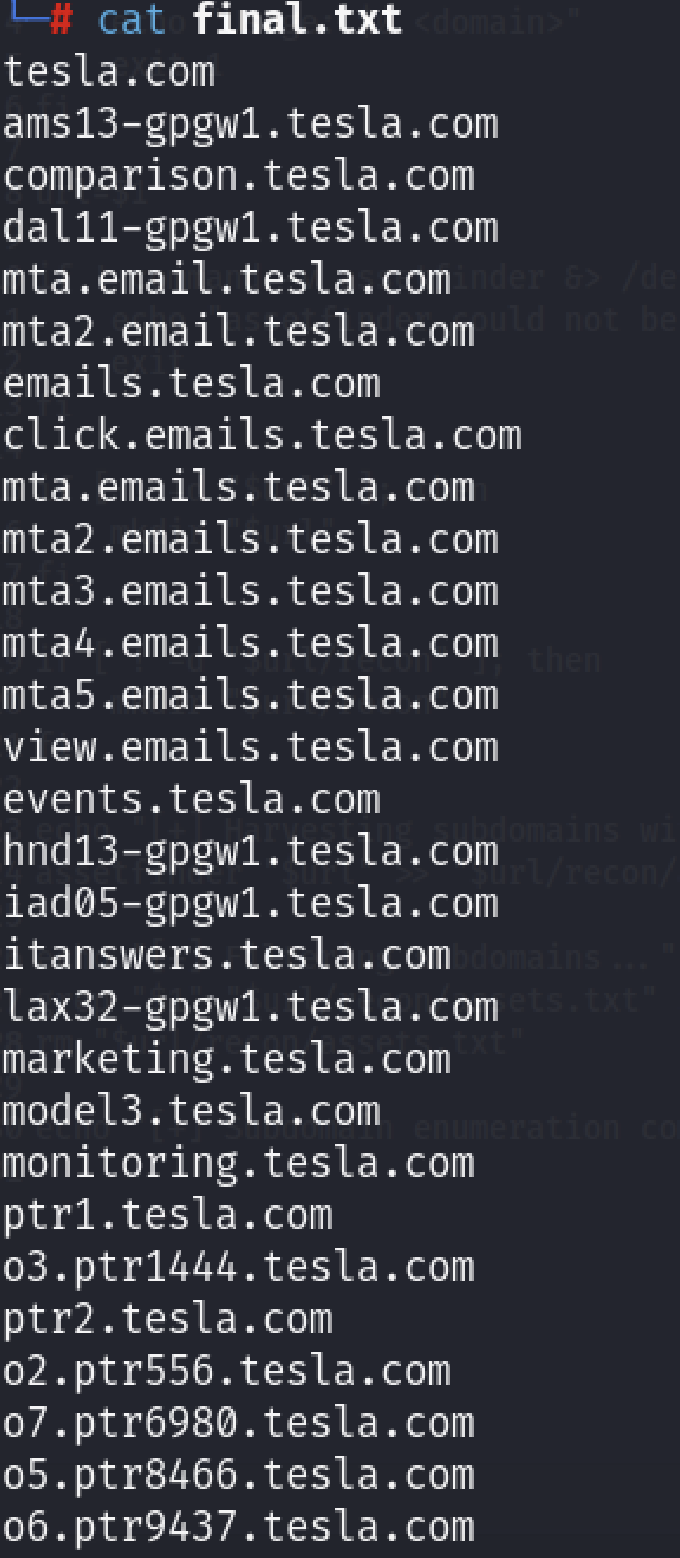 └─# cat final.txt
tesla.com
ams13-gpgw1.tesla.com
comparison.tesla.com
dal11-gpgw1.tesla.com
mta.email.tesla.com
mta2.email.tesla.com
emails.tesla.com
click.emails.tesla.com
mta.emails.tesla.com
mta2.emails.tesla.com
mta3.emails.tesla.com
mta4.emails.tesla.com
mta5.emails.tesla.com
view.emails.tesla.com
events.tesla.com
hnd13-gpgw1.tesla.com
iad05-gpgw1.tesla.com
itanswers.tesla.com
lax32-gpgw1.tesla.com
marketing.tesla.com
model3.tesla.com
monitoring.tesla.com
ptr1.tesla.com
o3.ptr1444.tesla.com
ptr2.tesla.com
o2.ptr556.tesla.com
o7.ptr6980.tesla.com
o5.ptr8466.tesla.com
o6.ptr9437.tesla.com